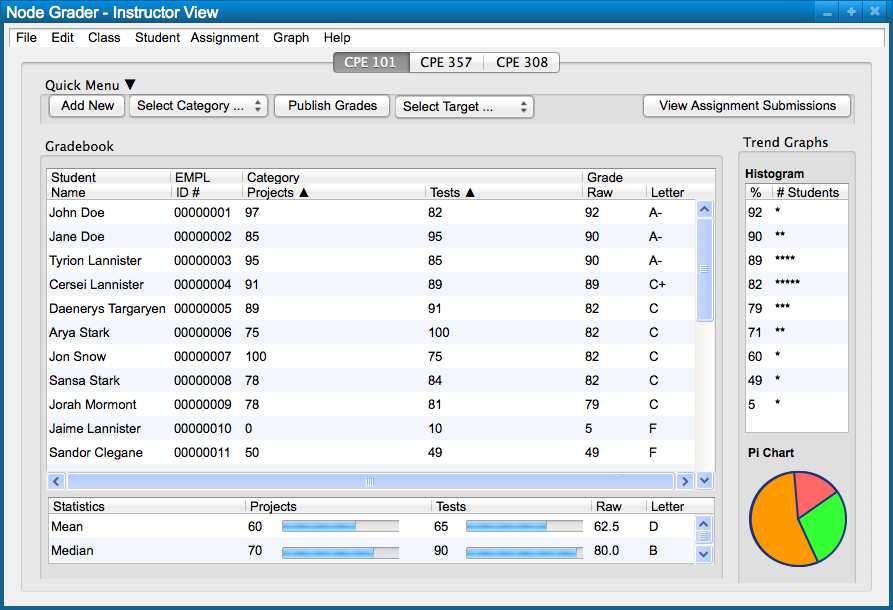 Node Grader - Instructor View
File Edit Class Student Assignment Graph Help
CPE 101 CPE 357 CPE 308
Quick Menu ▼
Add New Select Category ... Publish Grades Select Target ... View Assignment Submissions
Gradebook
Student EMPL Category Grade
Name ID # Projects ▲ Tests ▲ Raw Letter
John Doe 00000001 97 82 92 A-
Jane Doe 00000002 85 95 90 A-
Tyrion Lannister 00000003 95 85 90 A-
Cersei Lannister 00000004 91 89 89 C+
Daenerys Targaryen 00000005 89 91 82 C
Arya Stark 00000006 75 100 82 C
Jon Snow 00000007 100 75 82 C
Sansa Stark 00000008 78 84 82 C
Jorah Mormont 00000009 78 81 79 C
Jaime Lannister 00000010 0 10 5 F
Sandor Clegane 00000011 50 49 49 F
Statistics Projects Tests Raw Letter
Mean 60 65 62.5 D
Median 70 90 80.0 B
Trend Graphs
Histogram
% # Students
92 *
90 **
89 ****
82 *****
79 ***
71 **
60 *
49 *
5 *
Pi Chart